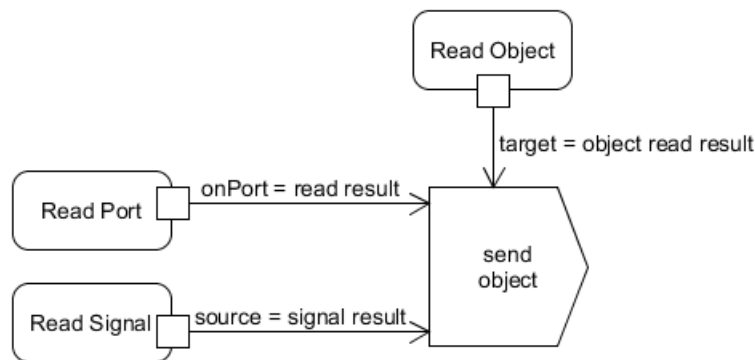 Read Object
target = object read result
onPort = read result
Read Port
send
object
Read Signal
source = signal result